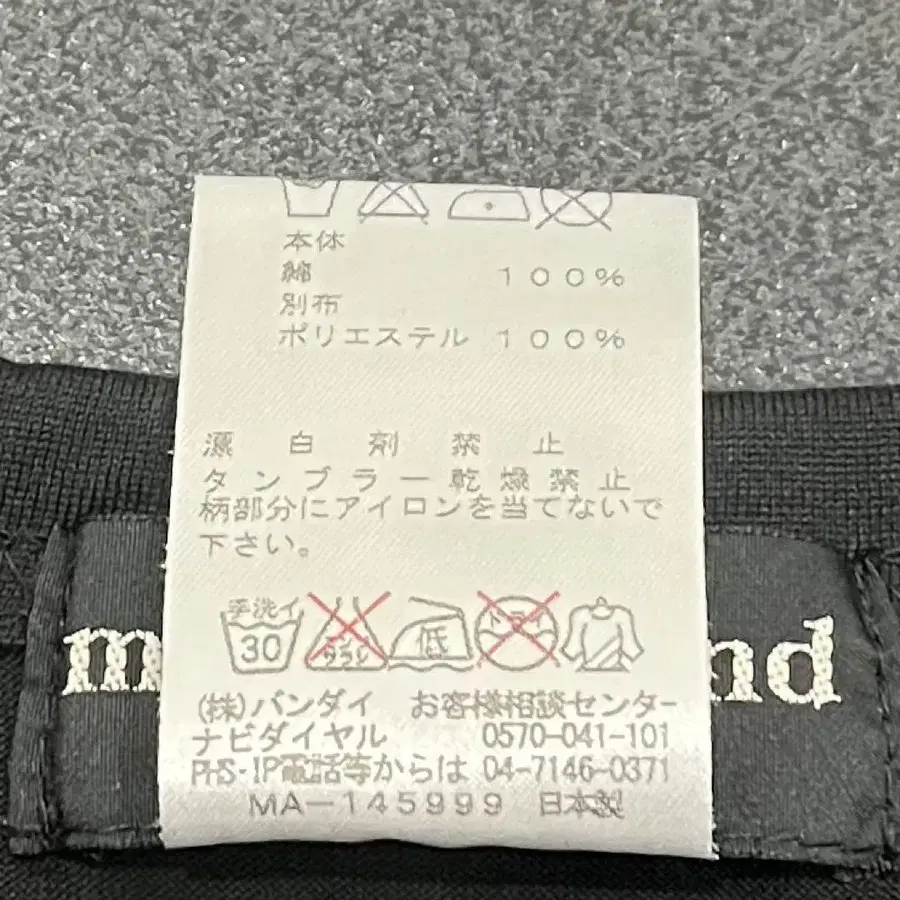 本体
綿 100%
別布
ポリエステル 100%
漂白剤禁止
タンブラー乾燥禁止
柄部分にアイロンを当てないで
下さい。
手洗イ
30 エンソサラシ 低 ドライ
(株)バンダイ お客様相談センター
ナビダイヤル 0570-041-101
PHS・IP電話等からは 04-7146-0371
MA-145999 日本製